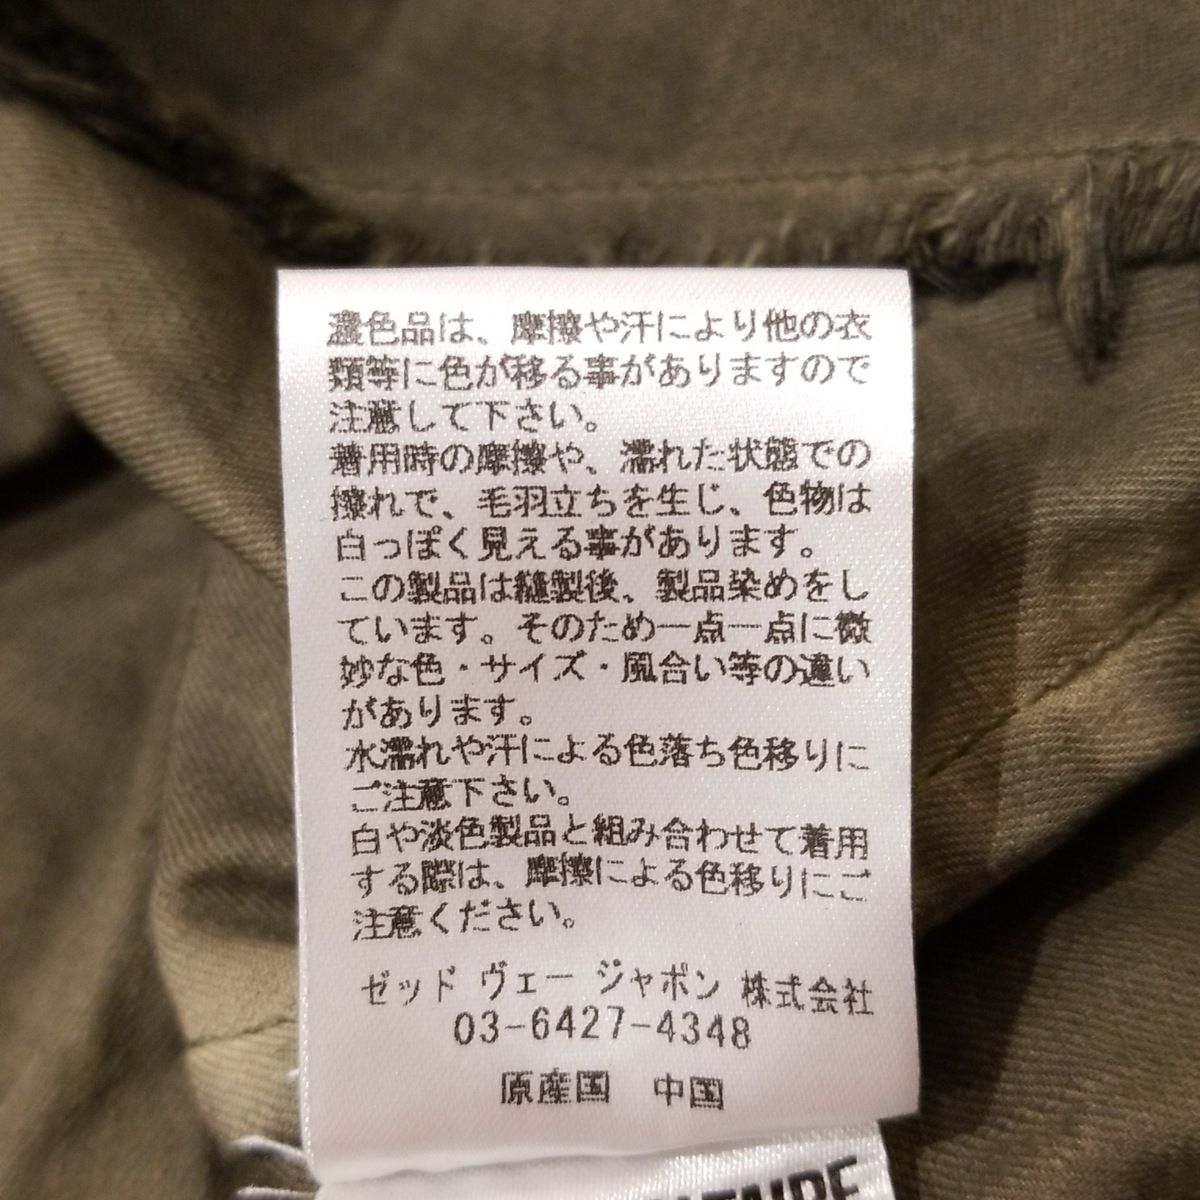 濃色品は、摩擦や汗により他の衣
類等に色が移る事がありますので
注意して下さい。
着用時の摩擦や、濡れた状態での
擦れで、毛羽立ちを生じ、色物は
白っぽく見える事があります。
この製品は縫製後、製品染めをし
ています。そのため一点一点に微
妙な色・サイズ・風合い等の違い
があります。
水濡れや汗による色落ち色移りに
ご注意下さい。
白や淡色製品と組み合わせて着用
する際は、摩擦による色移りにご
注意ください。
ゼッド ヴェー ジャポン 株式会社
03-6427-4348
原産国 中国